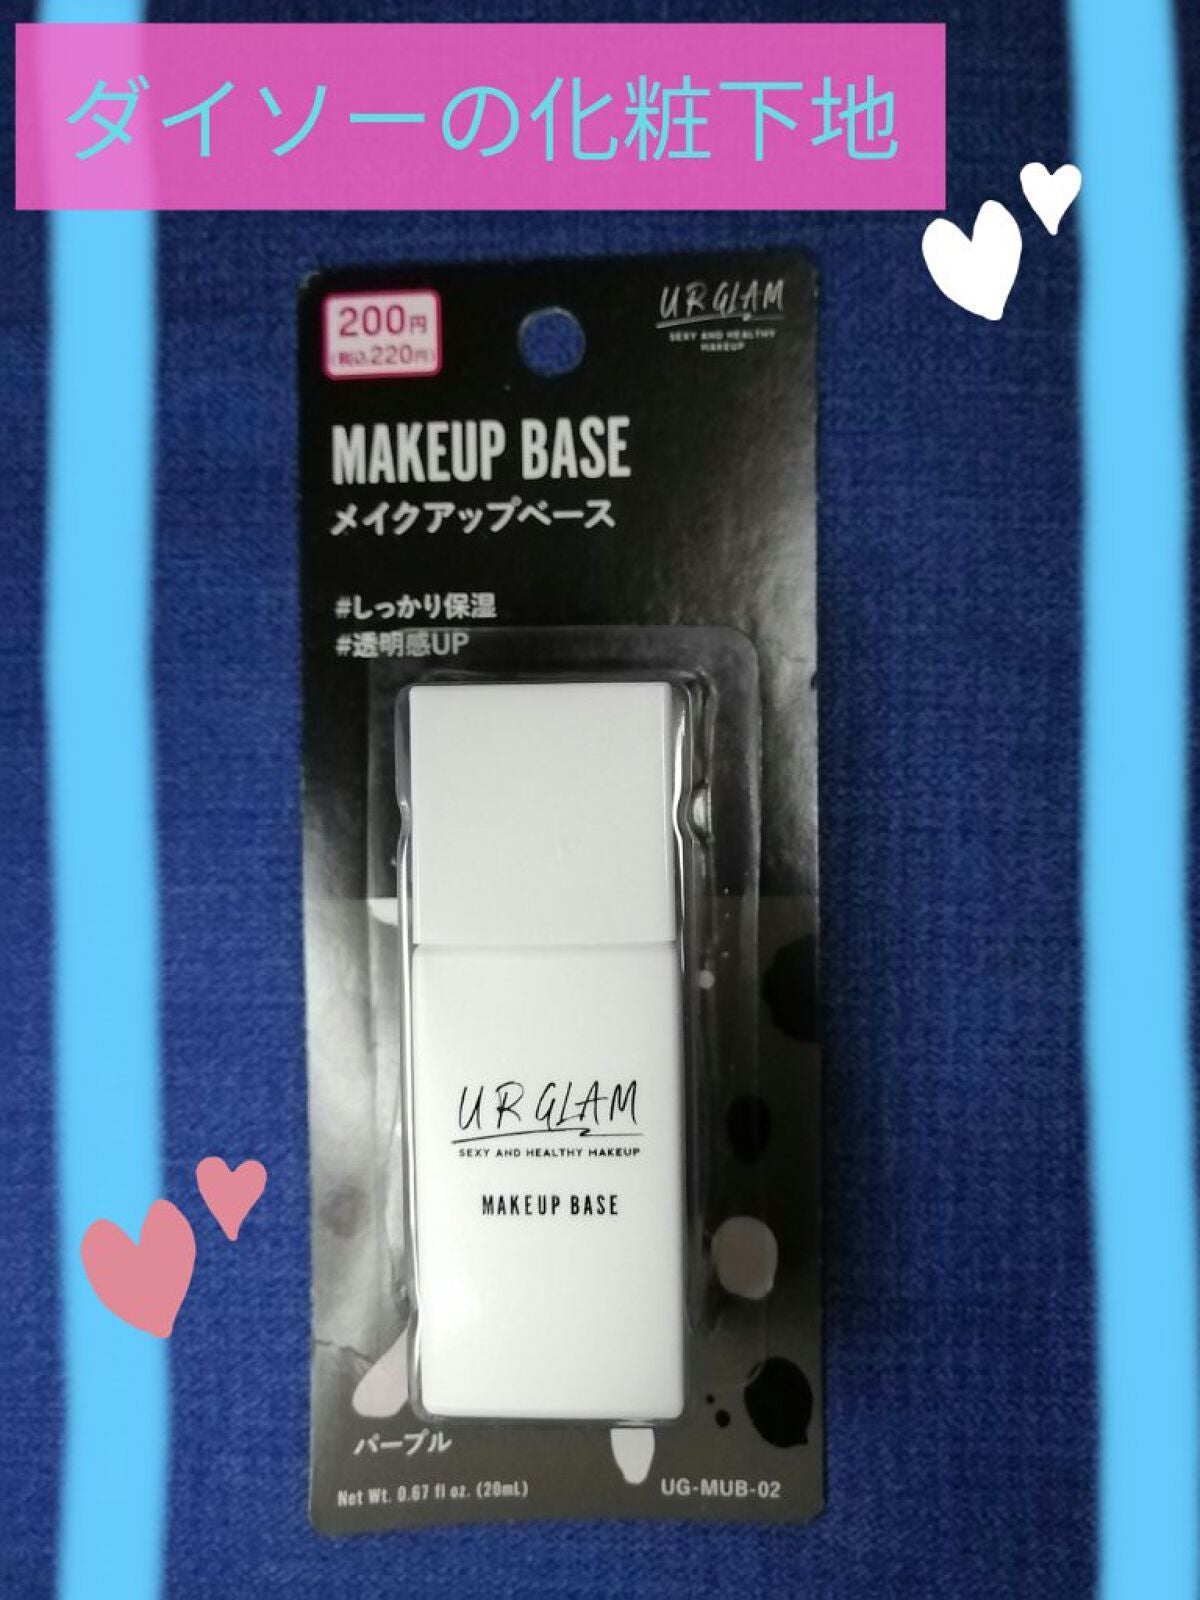 ダイソーの化粧下地
200円
(税込220円)
UR GLAM
SEXY AND HEALTHY
MAKEUP
MAKEUP BASE
メイクアップベース
#しっかり保湿
#透明感UP
UR GLAM
SEXY AND HEALTHY MAKEUP
MAKEUP BASE
パープル
Net Wt. 0.67 fl oz. (20mL)
UG-MUB-02